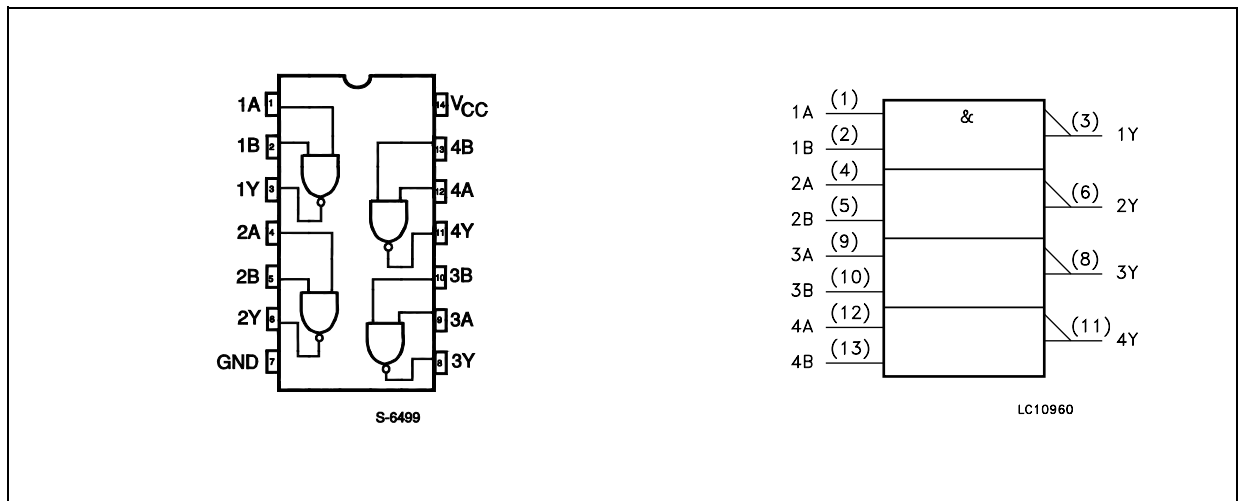 1A 1 14 VCC
1B 2 13 4B
1Y 3 12 4A
2A 4 11 4Y
2B 5 10 3B
2Y 6 9 3A
GND 7 8 3Y
S-6499
&
1A (1)
(3) 1Y
1B (2)
2A (4)
(6) 2Y
2B (5)
3A (9)
(8) 3Y
3B (10)
4A (12)
(11) 4Y
4B (13)
LC10960